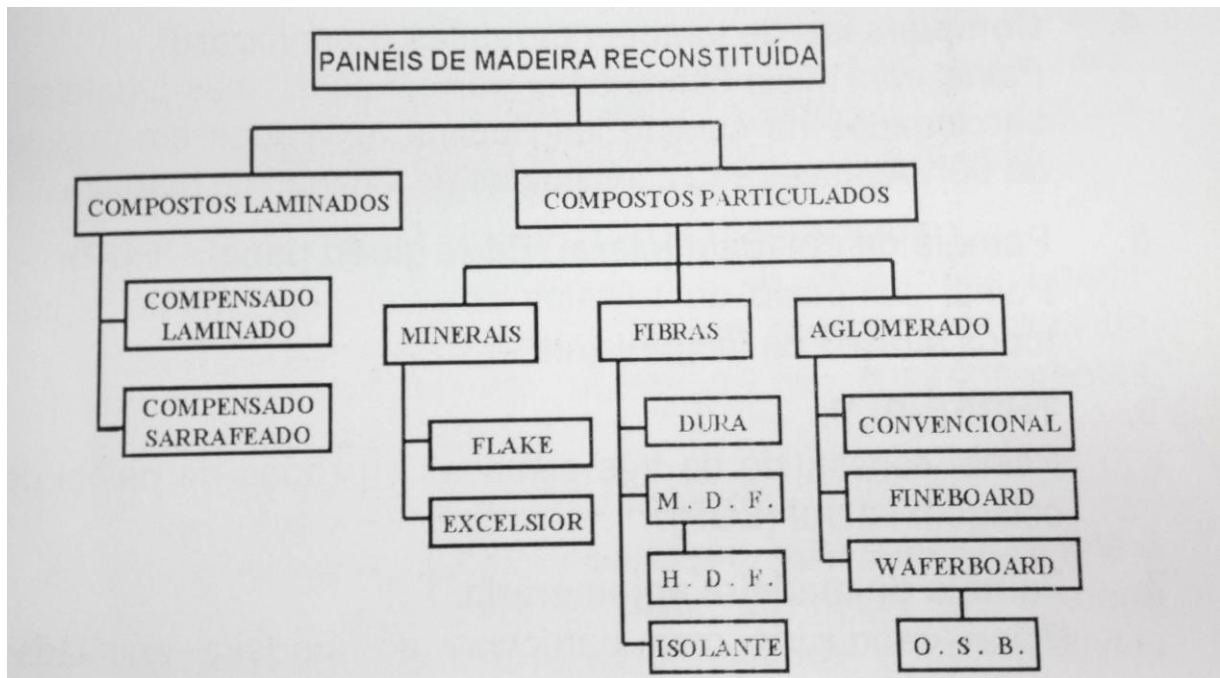 PAINÉIS DE MADEIRA RECONSTITUÍDA
COMPOSTOS LAMINADOS
COMPOSTOS PARTICULADOS
COMPENSADO
LAMINADO
COMPENSADO
SARRAFEADO
MINERAIS
FIBRAS
AGLOMERADO
FLAKE
EXCELSIOR
DURA
M. D. F.
H. D. F.
ISOLANTE
CONVENCIONAL
FINEBOARD
WAFERBOARD
O. S. B.